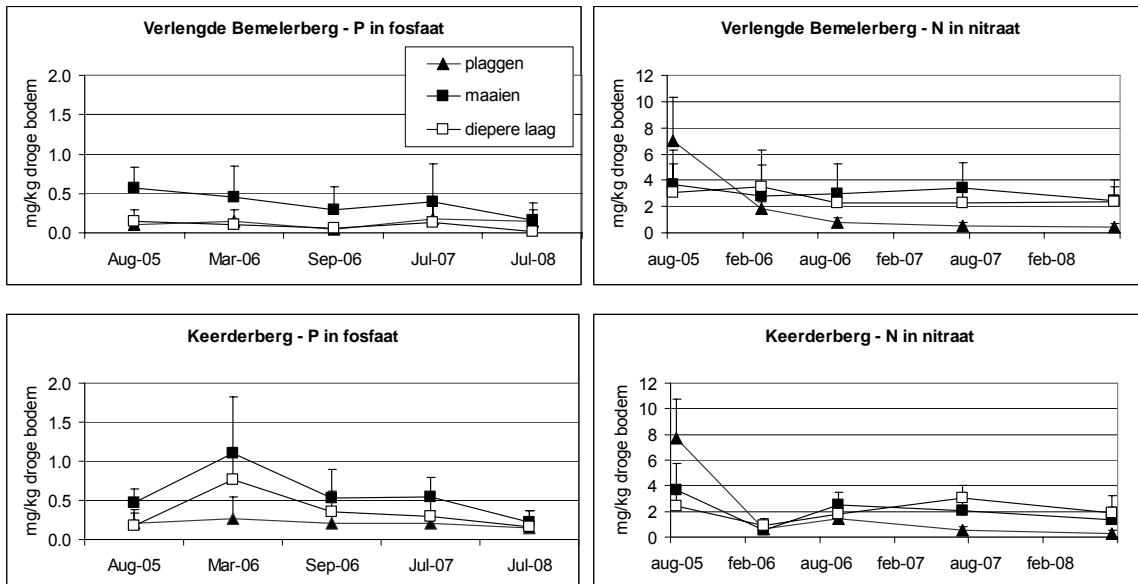 Verlengde Bemelerberg - P in fosfaat
plaggen
maaien
diepere laag
mg/kg droge bodem
2.0
1.5
1.0
0.5
0.0
Aug-05 Mar-06 Sep-06 Jul-07 Jul-08
Verlengde Bemelerberg - N in nitraat
mg/kg droge bodem
12
10
8
6
4
2
0
aug-05 feb-06 aug-06 feb-07 aug-07 feb-08
Keerderberg - P in fosfaat
mg/kg droge bodem
2.0
1.5
1.0
0.5
0.0
Aug-05 Mar-06 Sep-06 Jul-07 Jul-08
Keerderberg - N in nitraat
mg/kg droge bodem
12
10
8
6
4
2
0
aug-05 feb-06 aug-06 feb-07 aug-07 feb-08